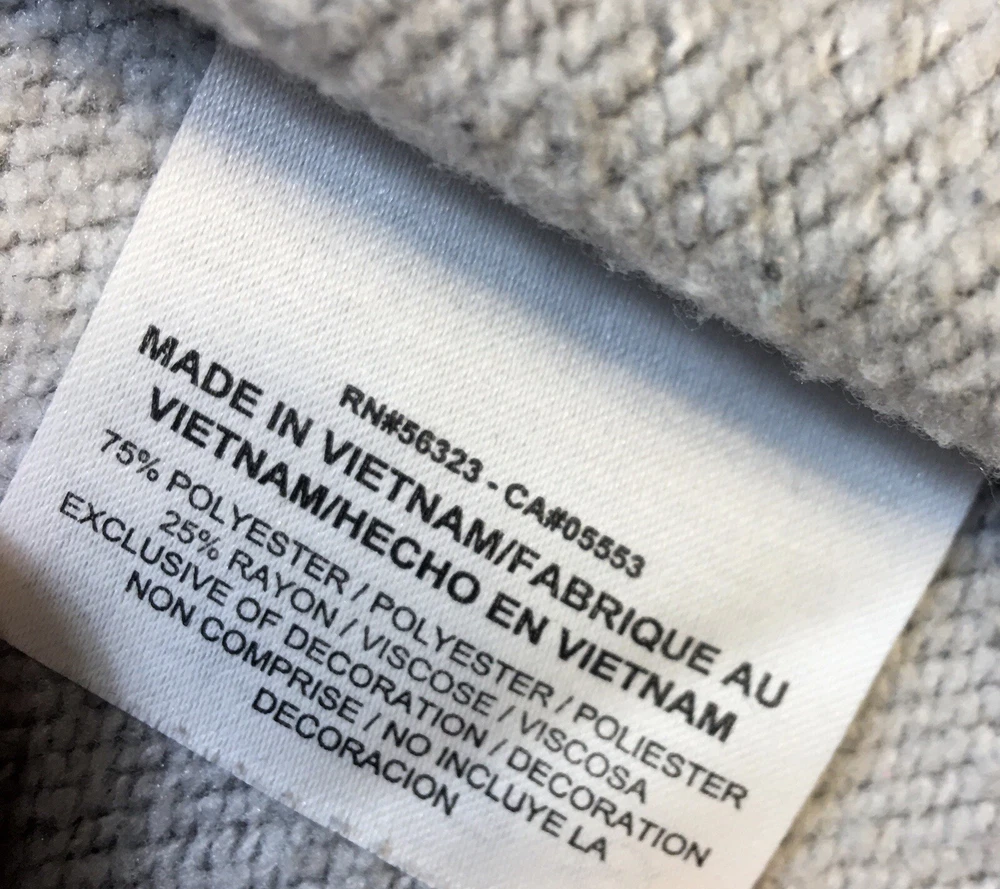 RN#56323 - CA#05553
MADE IN VIETNAM/FABRIQUE AU
VIETNAM/HECHO EN VIETNAM
75% POLYESTER / POLYESTER / POLIESTER
25% RAYON / VISCOSE / VISCOSA
EXCLUSIVE OF DECORATION / DECORATION
NON COMPRISE / NO INCLUYE LA
DECORACION